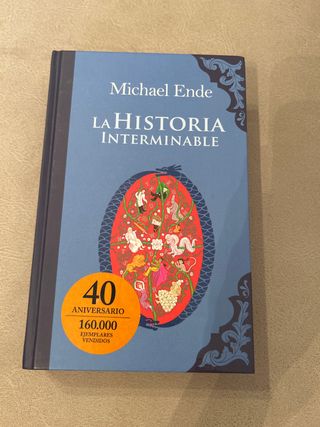 Michael Ende
LA HISTORIA
INTERMINABLE
40
ANIVERSARIO
160.000
EJEMPLARES
VENDIDOS